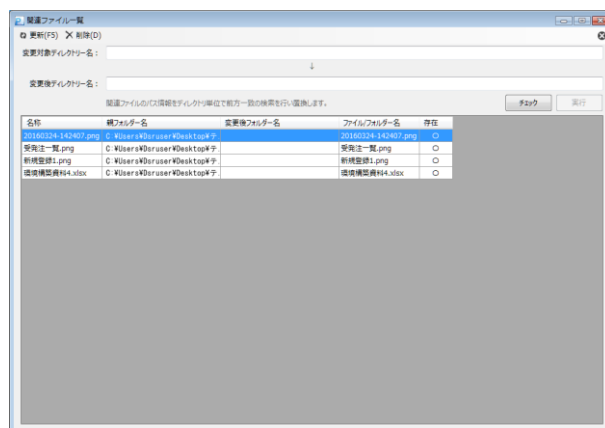 関連ファイル一覧
更新(F5) 削除(D)
変更対象ディレクトリー名：
↓
変更後ディレクトリー名：
関連ファイルのパス情報をディレクトリ単位で前方一致の検索を行い置換します。
チェック 実行
名称 親フォルダー名 変更後フォルダー名 ファイル/フォルダー名 存在
20160324-142407.png C:¥Users¥Dsruser¥Desktop¥テ 20160324-142407.png ○
受発注一覧.png C:¥Users¥Dsruser¥Desktop¥テ 受発注一覧.png ○
新規登録1.png C:¥Users¥Dsruser¥Desktop¥テ 新規登録1.png ○
環境構築資料4.xlsx C:¥Users¥Dsruser¥Desktop¥テ 環境構築資料4.xlsx ○